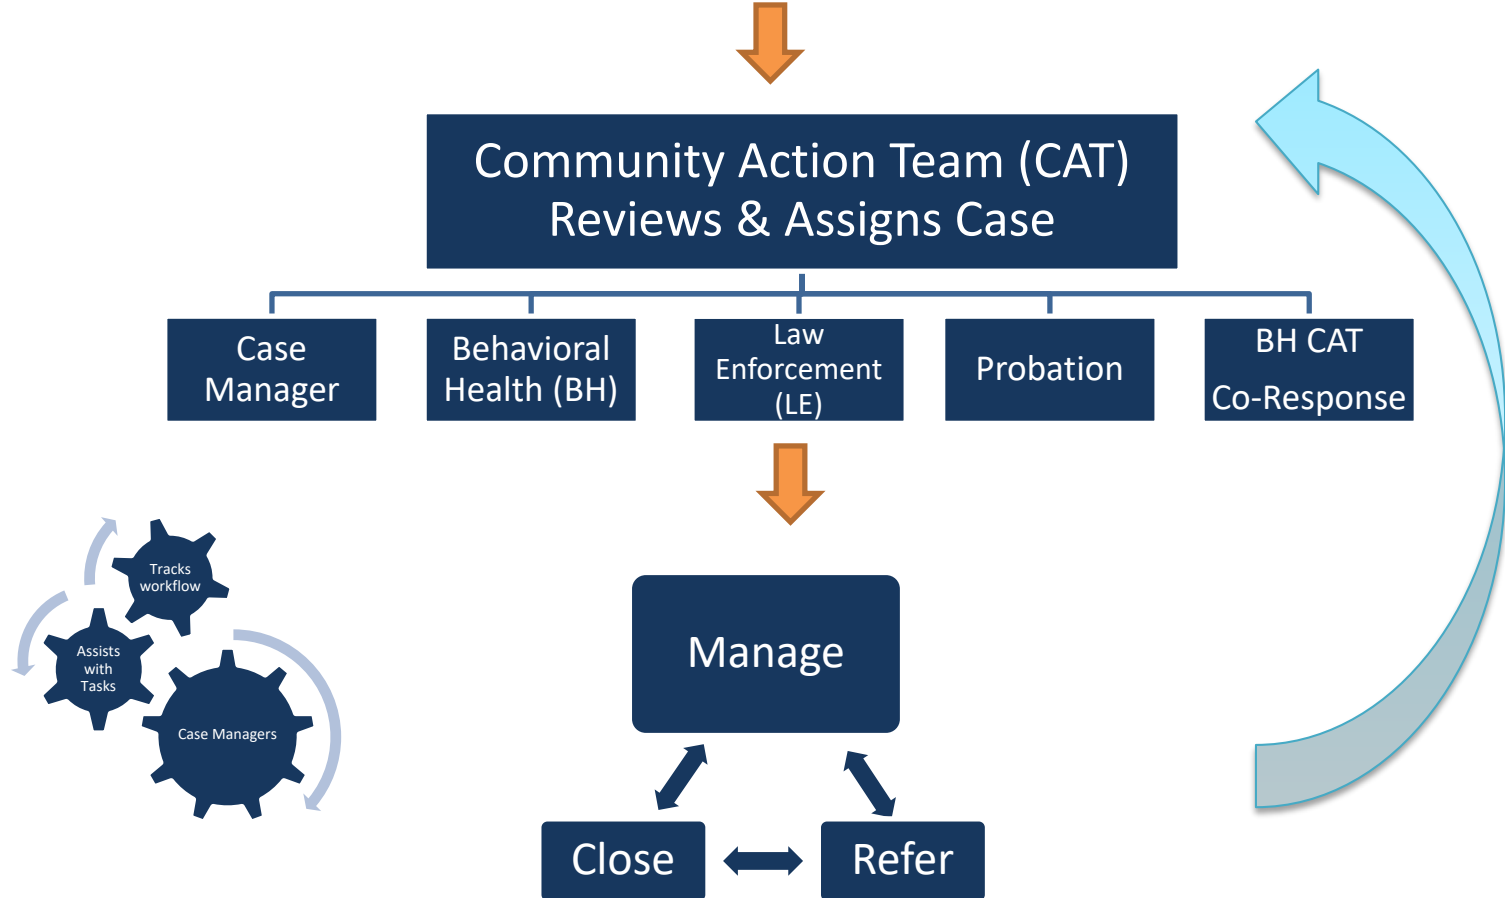 Community Action Team (CAT)
Reviews & Assigns Case
Case
Manager
Behavioral
Health (BH)
Law
Enforcement
(LE)
Probation
BH CAT
Co-Response
Tracks
workflow
Assists
with
Tasks
Case Managers
Manage
Close
Refer